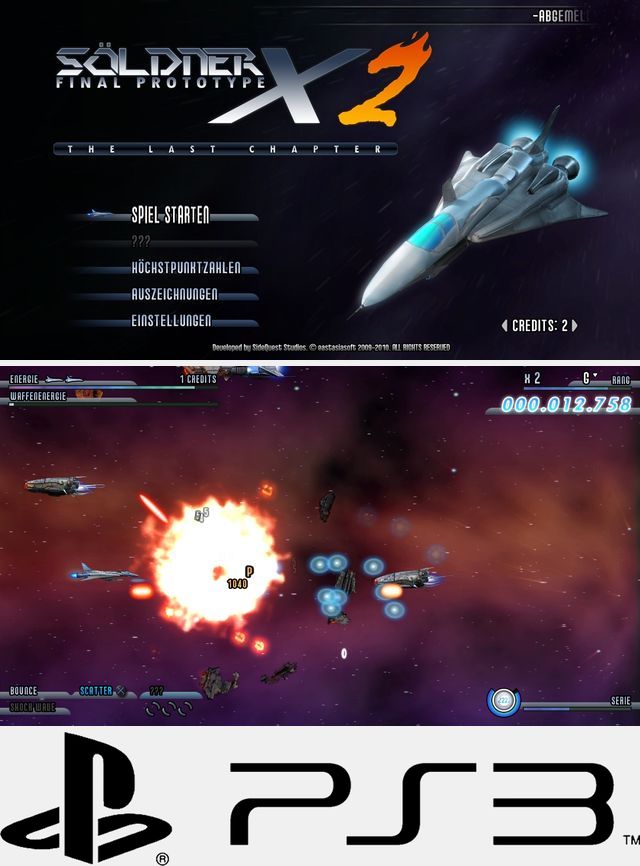 -ABGEMEL
SÖLDNER X 2
FINAL PROTOTYPE
THE LAST CHAPTER
SPIEL STARTEN
???
HÖCHSTPUNKTZAHLEN
AUSZEICHNUNGEN
EINSTELLUNGEN
CREDITS: 2
Developed by SideQuest Studios. © eastasiasoft 2009-2010. ALL RIGHTS RESERVED
ENERGIE
1 CREDITS
x 2
G
RANG
WAFFENENERGIE
000.012.758
P
1040
BOUNCE
SCATTER
???
SERIE
SHOCK WAVE
PS3 TM
®